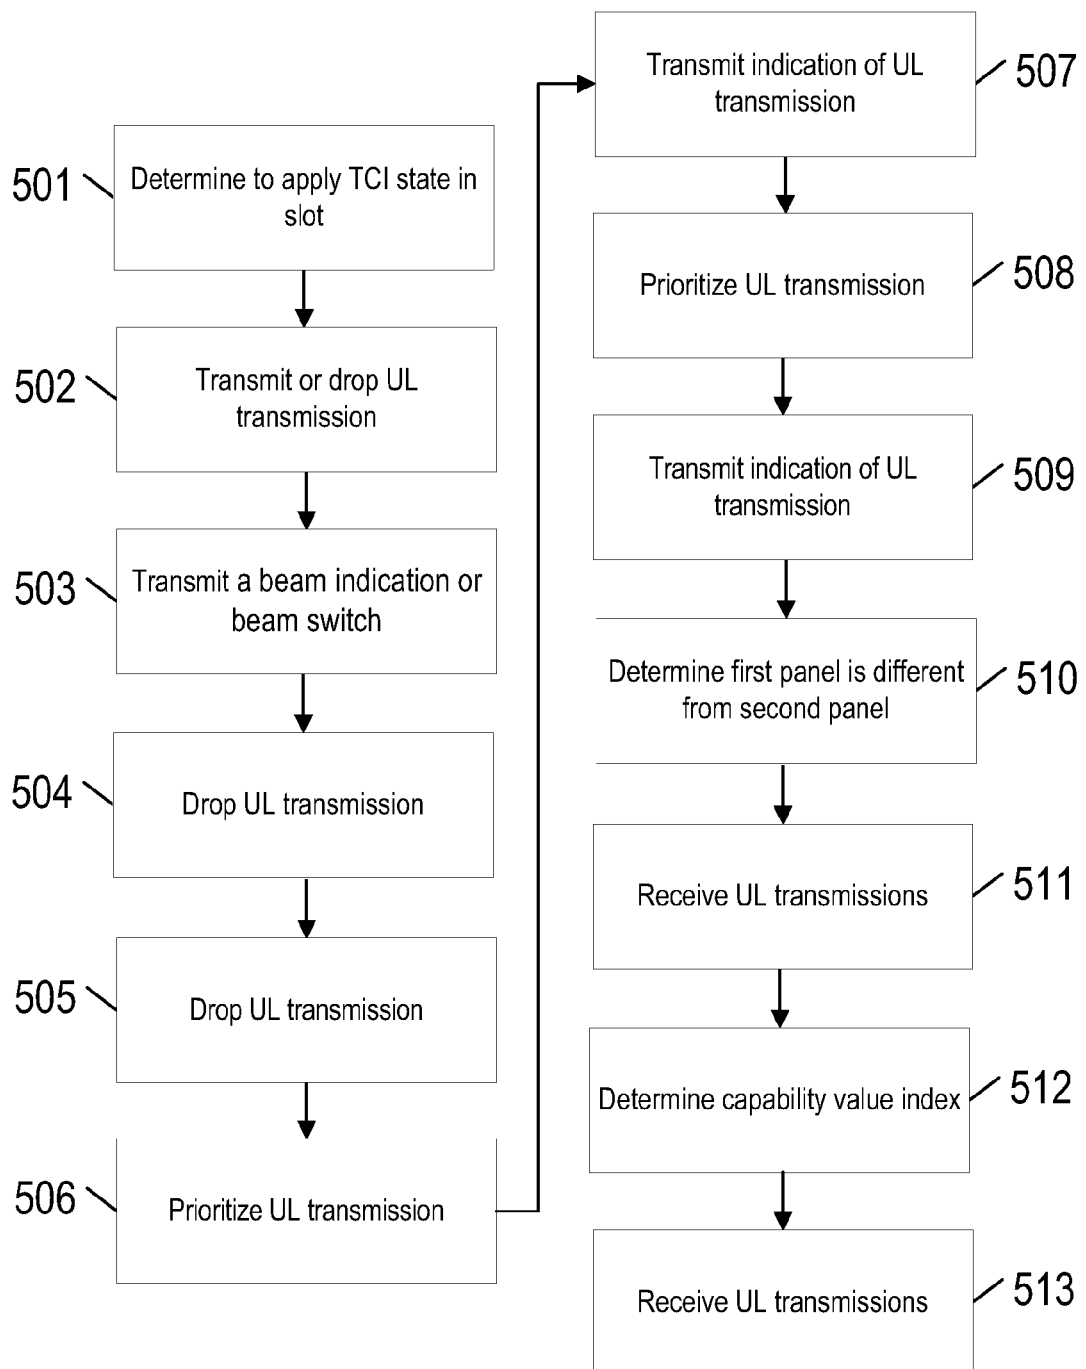 501
Determine to apply TCI state in
slot
502
Transmit or drop UL
transmission
503
Transmit a beam indication or
beam switch
504
Drop UL transmission
505
Drop UL transmission
506
Prioritize UL transmission
Transmit indication of UL
transmission
507
Prioritize UL transmission
508
Transmit indication of UL
transmission
509
Determine first panel is different
from second panel
510
Receive UL transmissions
511
Determine capability value index
512
Receive UL transmissions
513